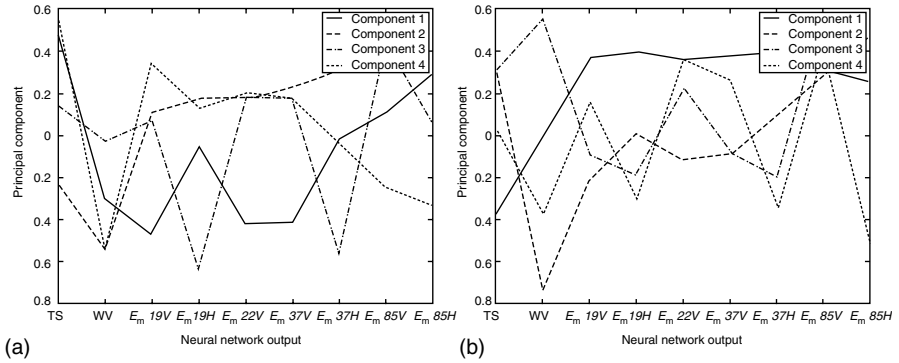 0.6
0.4
0.2
0
0.2
0.4
0.6
0.8
Principal component
Component 1
Component 2
Component 3
Component 4
TS WV Em 19V Em 19H Em 22V Em 37V Em 37H Em 85V Em 85H
Neural network output
(a)
0.6
0.4
0.2
0
0.2
0.4
0.6
0.8
Principal component
Component 1
Component 2
Component 3
Component 4
TS WV Em 19V Em 19H Em 22V Em 37V Em 37H Em 85V Em 85H
Neural network output
(b)